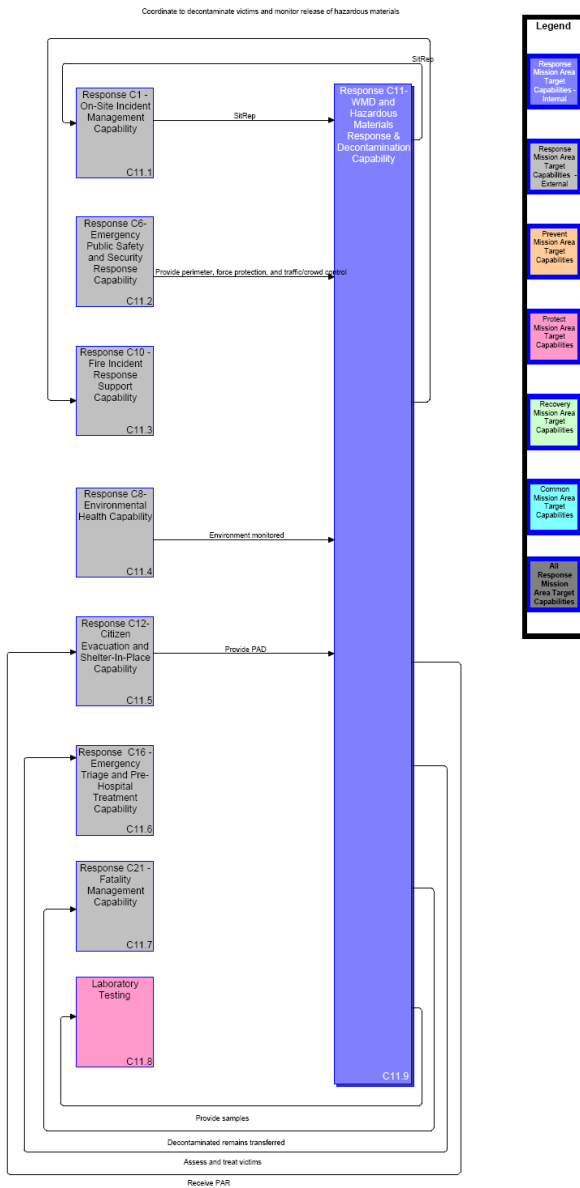 Coordinate to decontaminate victims and monitor release of hazardous materials
SitRep
Response C1 -
On-Site Incident
Management
Capability
C11.1
SitRep
Response C11-
WMD and
Hazardous
Materials
Response &
Decontamination
Capability
Response C6-
Emergency
Public Safety
and Security
Response
Capability
C11.2
Provide perimeter, force protection, and traffic/crowd control
Response C10 -
Fire Incident
Response
Support
Capability
C11.3
Response C8-
Environmental
Health Capability
C11.4
Environment monitored
Response C12-
Citizen
Evacuation and
Shelter-In-Place
Capability
C11.5
Provide PAD
Response C16 -
Emergency
Triage and Pre-
Hospital
Treatment
Capability
C11.6
Response C21 -
Fatality
Management
Capability
C11.7
Laboratory
Testing
C11.8
C11.9
Provide samples
Decontaminated remains transferred
Assess and treat victims
Receive PAR
Legend
Response
Mission Area
Target
Capabilities -
Internal
Response
Mission Area
Target
Capabilities -
External
Prevent
Mission Area
Target
Capabilities
Protect
Mission Area
Target
Capabilities
Recovery
Mission Area
Target
Capabilities
Common
Mission Area
Target
Capabilities
All
Response
Mission
Area Target
Capabilities